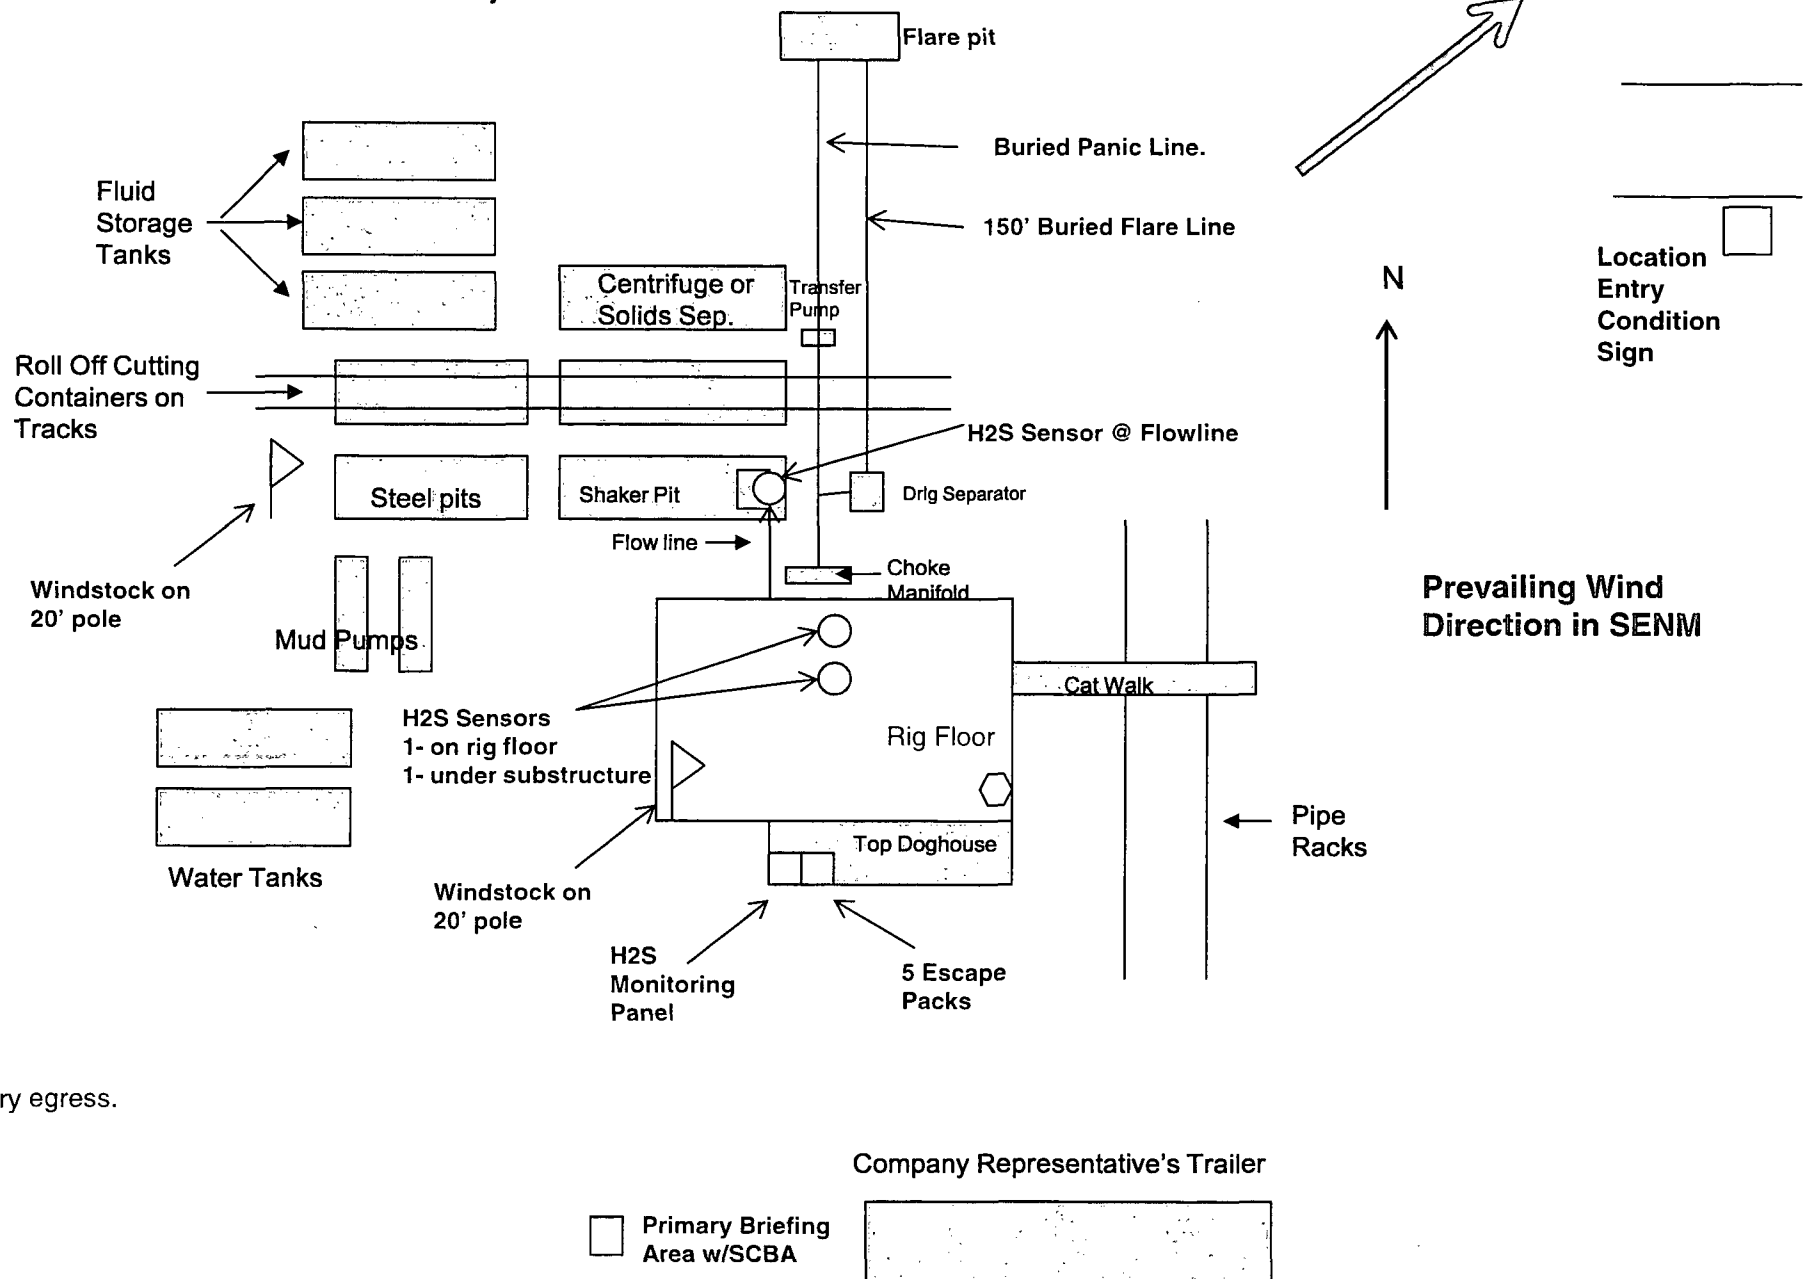 Flare pit
Buried Panic Line.
150' Buried Flare Line
Fluid
Storage
Tanks
Centrifuge or
Solids Sep.
Transfer
Pump
N
Location
Entry
Condition
Sign
Roll Off Cutting
Containers on
Tracks
H2S Sensor @ Flowline
Steel pits
Shaker Pit
Drlg Separator
Flow line
Choke
Manifold
Windstock on
20' pole
Prevailing Wind
Direction in SENM
Mud Pumps
Cat Walk
H2S Sensors
1- on rig floor
1- under substructure
Rig Floor
Pipe
Racks
Top Doghouse
Water Tanks
Windstock on
20' pole
H2S
Monitoring
Panel
5 Escape
Packs
ry egress.
Company Representative's Trailer
Primary Briefing
Area w/SCBA